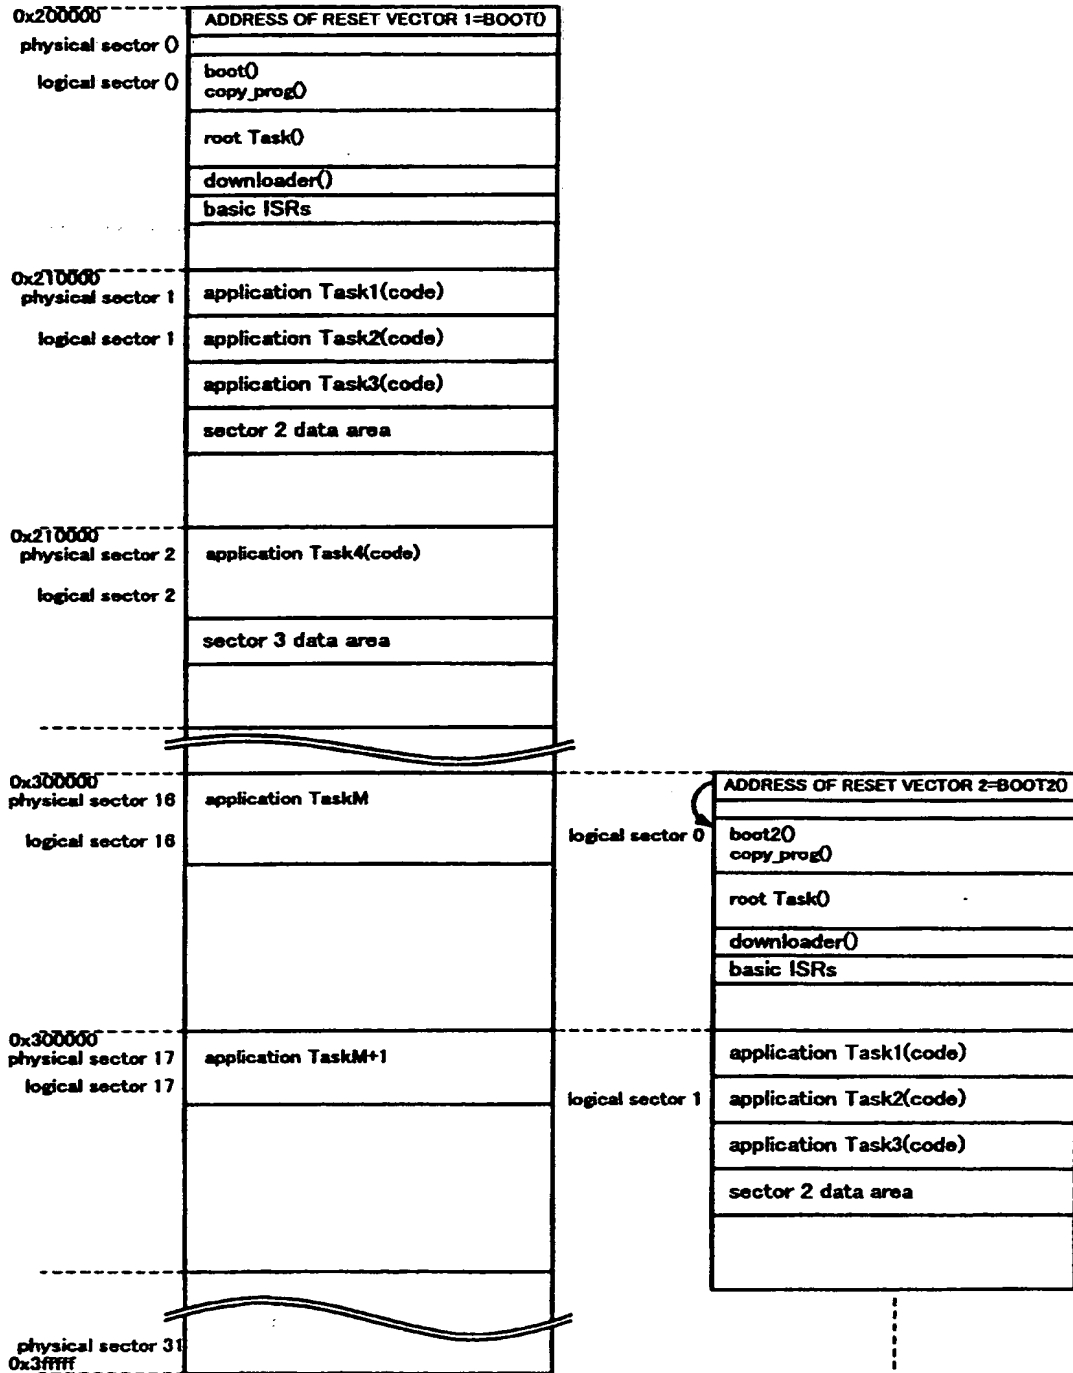 0x200000
ADDRESS OF RESET VECTOR 1=BOOT()
physical sector 0
logical sector 0
boot()
copy_prog()
root Task()
downloader()
basic ISRs
0x210000
physical sector 1
application Task1(code)
logical sector 1
application Task2(code)
application Task3(code)
sector 2 data area
0x210000
physical sector 2
application Task4(code)
logical sector 2
sector 3 data area
0x300000
physical sector 16
application TaskM
logical sector 16
ADDRESS OF RESET VECTOR 2=BOOT2()
logical sector 0
boot2()
copy_prog()
root Task()
downloader()
basic ISRs
0x300000
physical sector 17
application TaskM+1
logical sector 17
application Task1(code)
logical sector 1
application Task2(code)
application Task3(code)
sector 2 data area
physical sector 31
0x3fffff